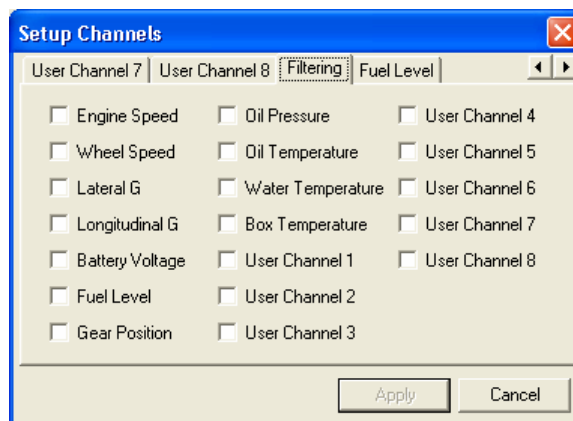 Setup Channels
User Channel 7 User Channel 8 Filtering Fuel Level
Engine Speed Oil Pressure User Channel 4
Wheel Speed Oil Temperature User Channel 5
Lateral G Water Temperature User Channel 6
Longitudinal G Box Temperature User Channel 7
Battery Voltage User Channel 1 User Channel 8
Fuel Level User Channel 2
Gear Position User Channel 3
Apply Cancel